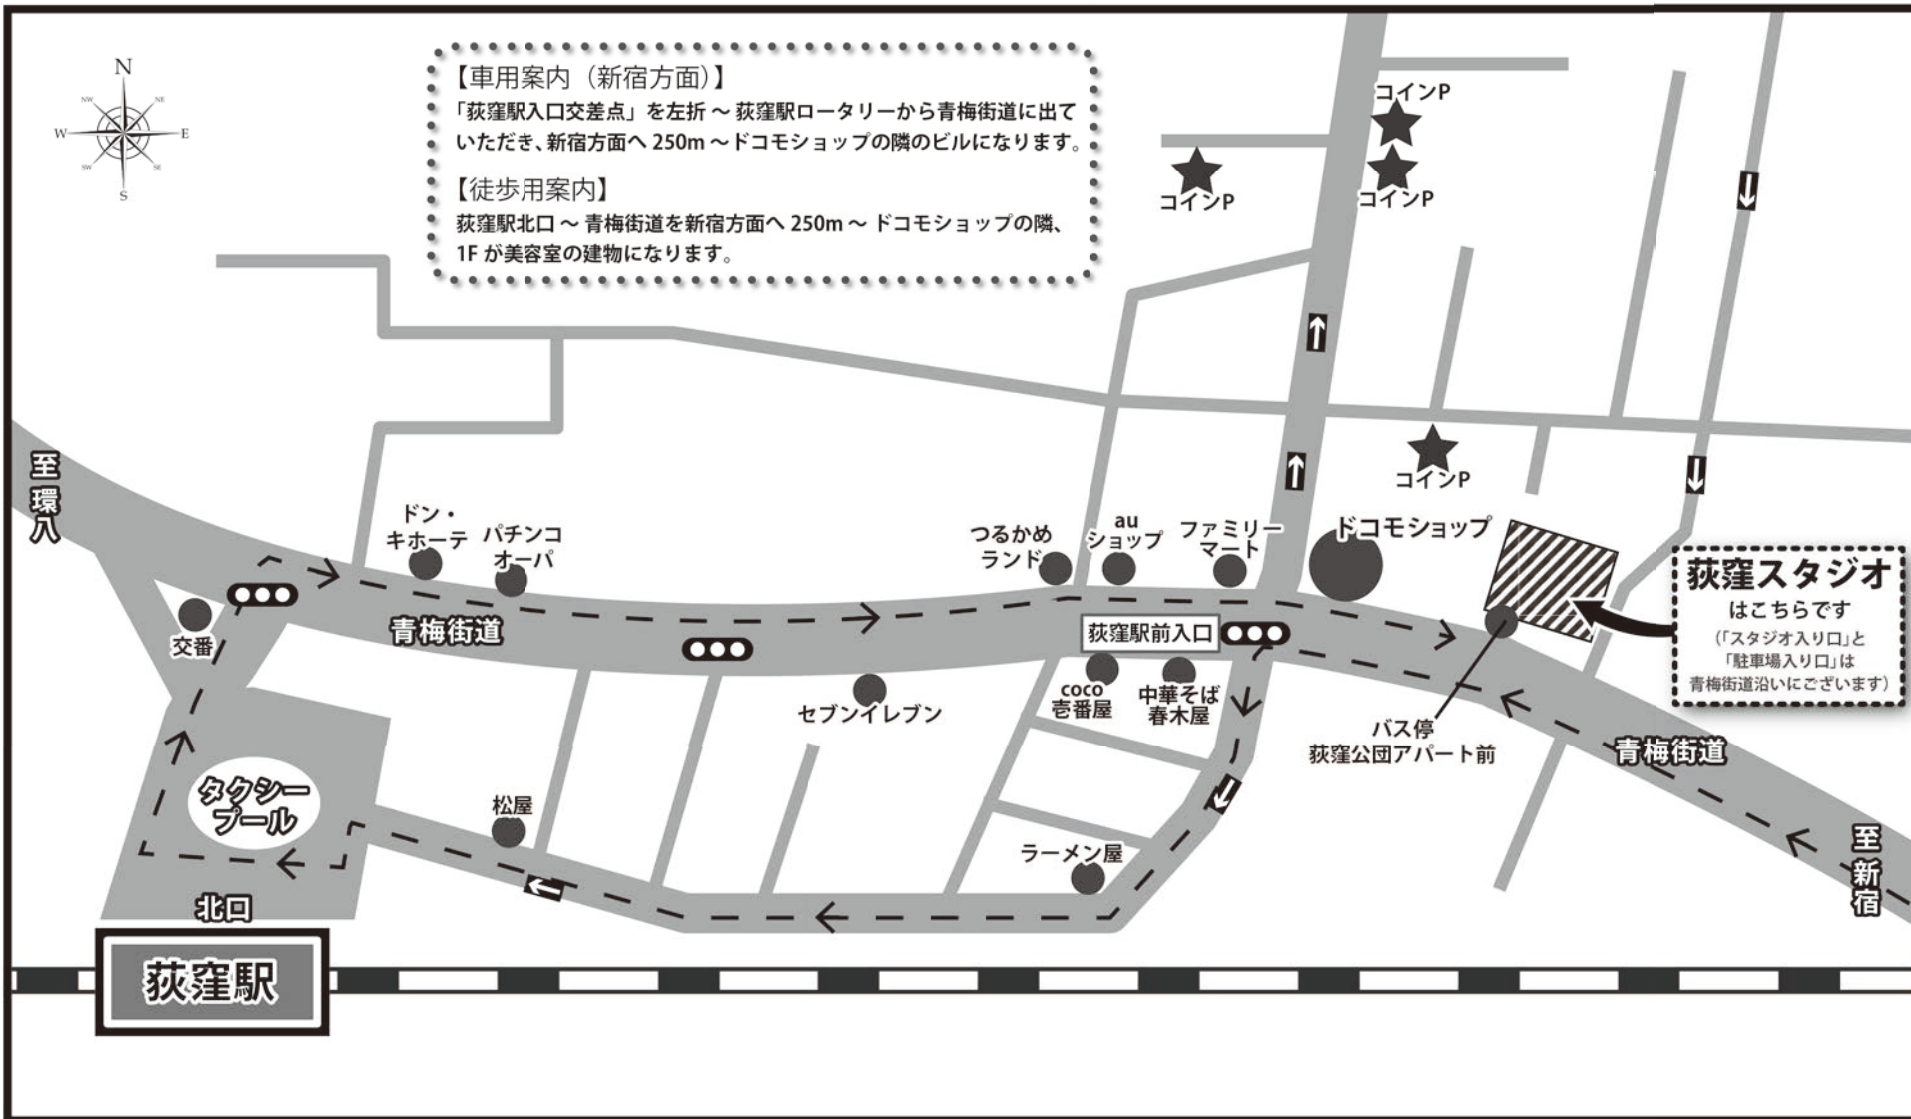 N
NW
NE
W
E
SW
SE
S
【車用案内（新宿方面）】
「荻窪駅入口交差点」を左折 ～ 荻窪駅ロータリーから青梅街道に出て
いただき、新宿方面へ 250m ～ドコモショップの隣のビルになります。
【徒歩用案内】
荻窪駅北口 ～ 青梅街道を新宿方面へ 250m ～ ドコモショップの隣、
1F が美容室の建物になります。
コインP
コインP
コインP
コインP
至環八
ドン・
キホーテ
パチンコ
オーパ
つるかめ
ランド
au
ショップ
ファミリー
マート
ドコモショップ
荻窪スタジオ
はこちらです
（「スタジオ入り口」と
「駐車場入り口」は
青梅街道沿いにございます）
交番
青梅街道
荻窪駅前入口
セブンイレブン
coco
壱番屋
中華そば
春木屋
バス停
荻窪公団アパート前
青梅街道
タクシー
プール
松屋
ラーメン屋
至新宿
北口
荻窪駅